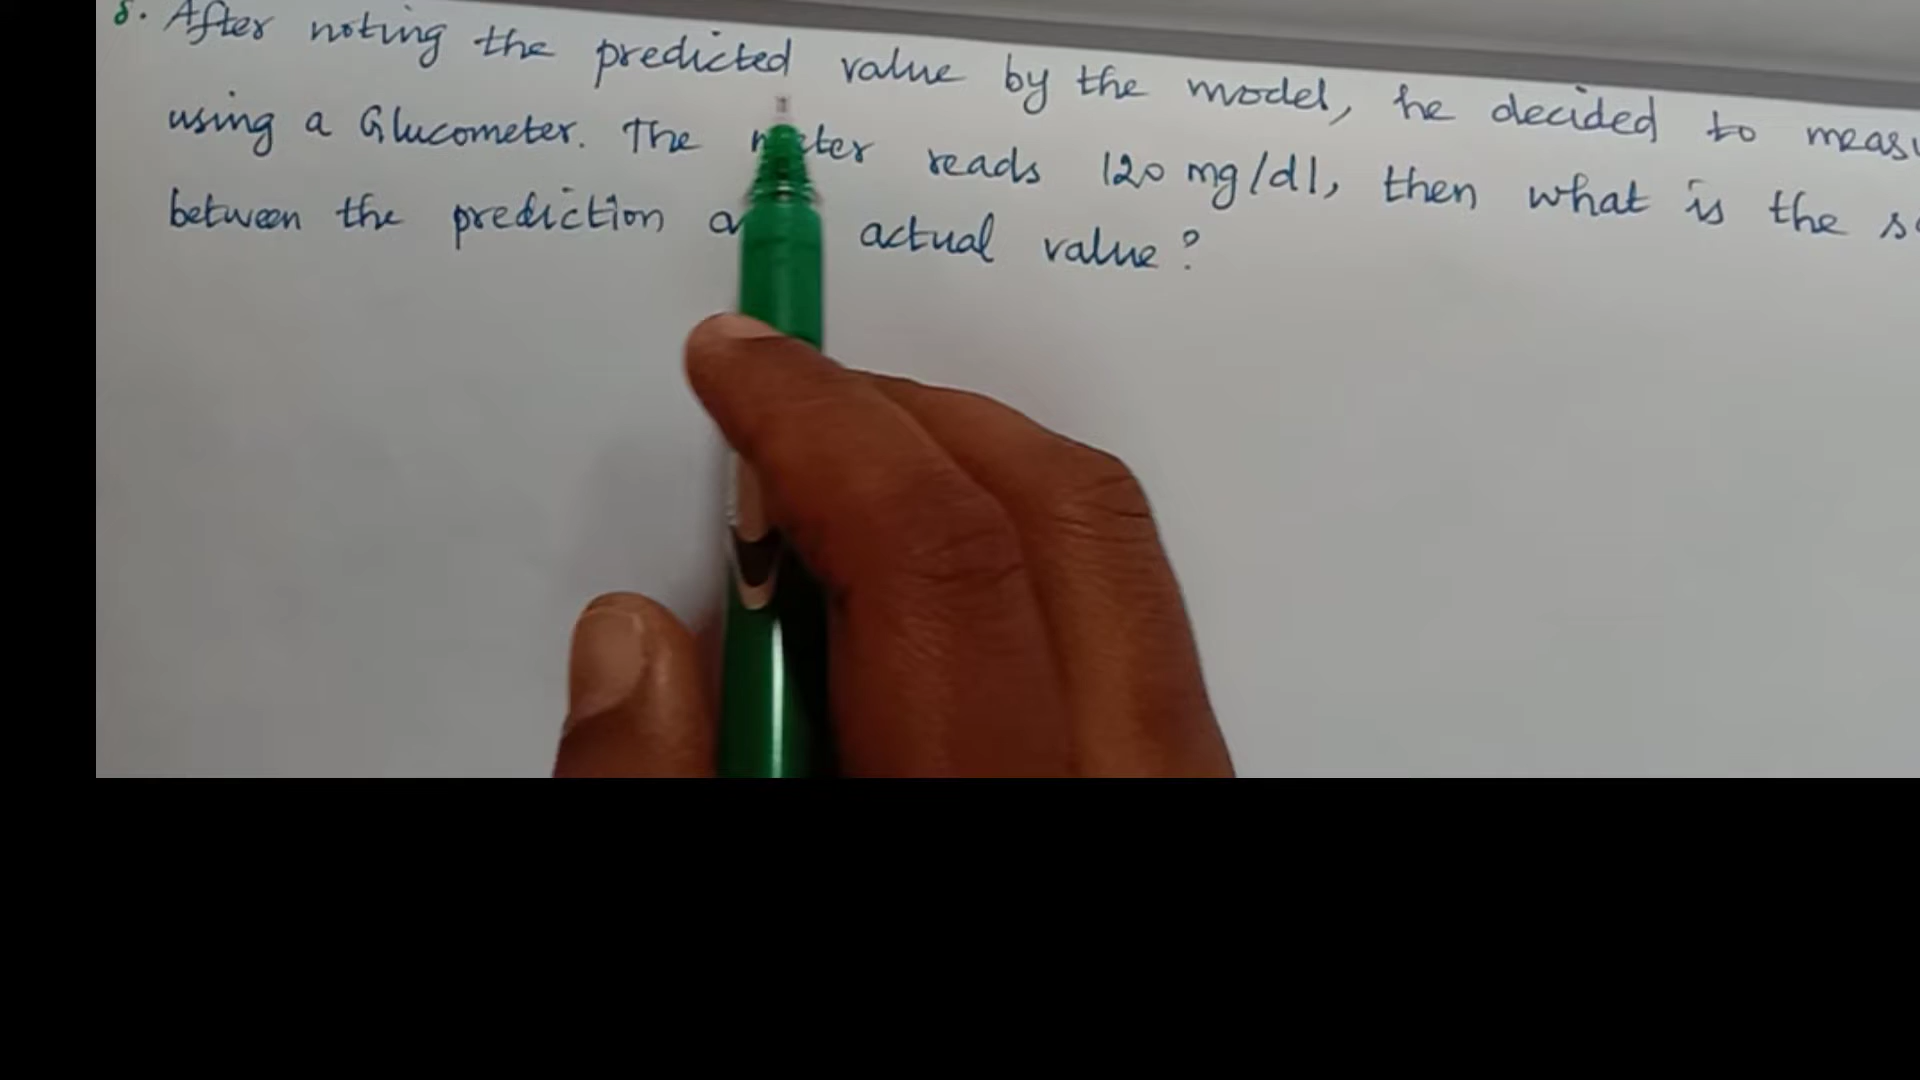 8. After noting the predicted value by the model, he decided to
using a Glucometer. The meter reads 120 mg/dl, then what is the
between the prediction actual value?